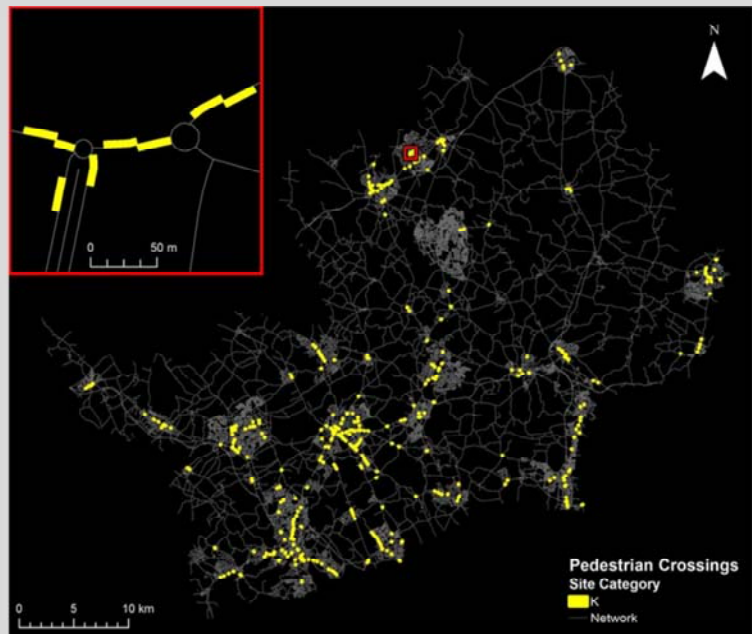 0 50 m
N
Pedestrian Crossings
Site Category
K
Network
0 5 10 km